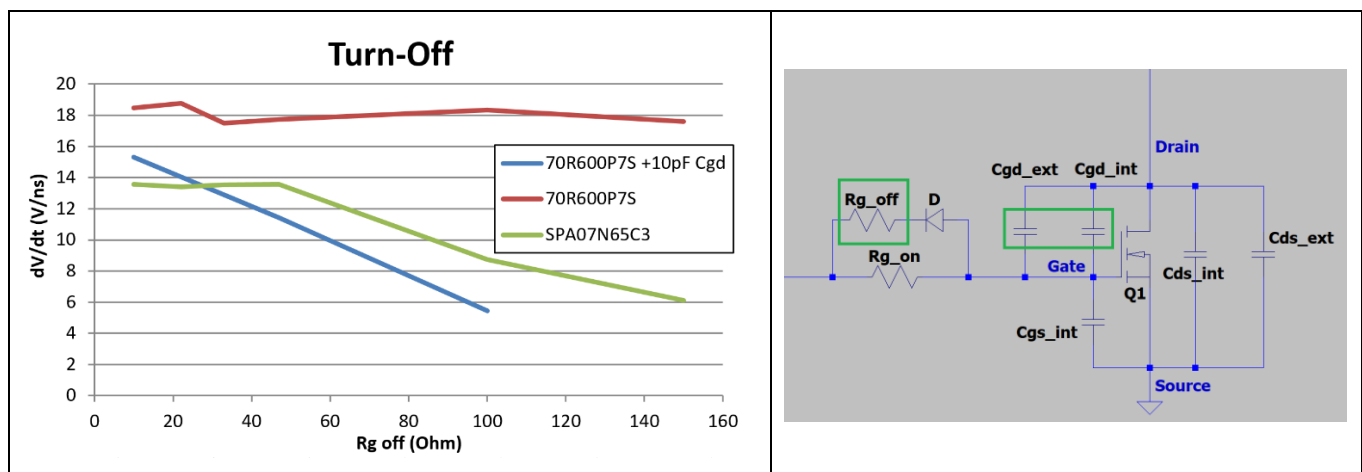 Turn-Off
dV/dt (V/ns)
20
18
16
14
12
10
8
6
4
2
0
0 20 40 60 80 100 120 140 160
Rg off (Ohm)
70R600P7S +10pF Cgd
70R600P7S
SPA07N65C3
Drain
Cgd_ext Cgd_int
Rg_off D
Rg_on
Gate
Cds_ext
Cds_int
Q1
Cgs_int
Source